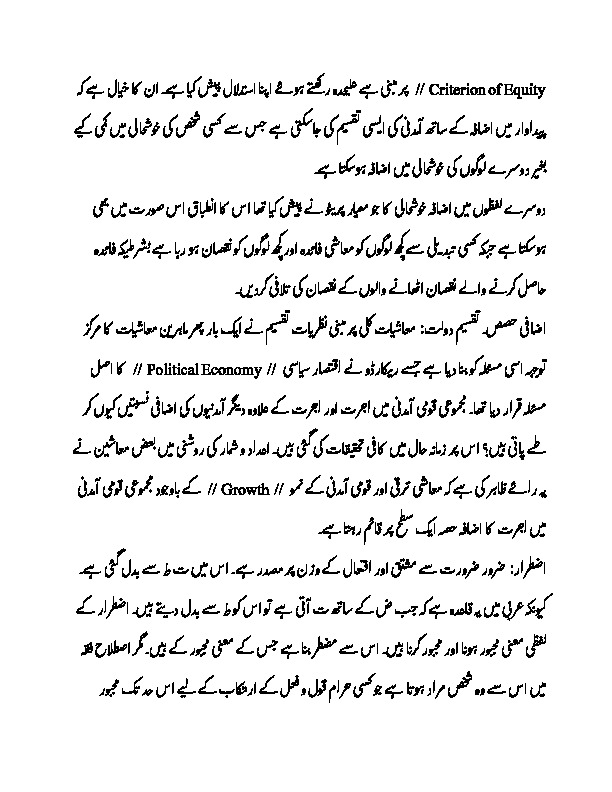 Criterion of Equity // پر مبنی ہے علیحدہ رکھتے ہوئے اپنا استدلال پیش کیا ہے۔ ان کا خیال ہے کہ
پیداوار میں اضافہ کے ساتھ آمدنی کی ایسی تقسیم کی جاسکتی ہے جس سے کسی شخص کی خوشحالی میں کمی کیے
بغیر دوسرے لوگوں کی خوشحالی میں اضافہ ہوسکتا ہے۔
دوسرے لفظوں میں اضافہ خوشحالی کا جو معیار پریٹو نے پیش کیا تھا اس کا انطباق اس صورت میں بھی
ہوسکتا ہے جبکہ کسی تبدیلی سے کچھ لوگوں کو معاشی فائدہ اور کچھ لوگوں کو نقصان ہو رہا ہے بشرطیکہ فائدہ
حاصل کرنے والے نقصان اٹھانے والوں کے نقصان کی تلافی کردیں۔
اضافی حصص۔ تقسیم دولت: معاشیات کلی پر مبنی نظریات تقسیم نے ایک بار پھر ماہرین معاشیات کا مرکز
توجہ اسی مسئلہ کو بنا دیا ہے جسے ریکارڈو نے اقتصار سیاسی // Political Economy // کا اصل
مسئلہ قرار دیا تھا۔ مجموعی قومی آمدنی میں اجرت اور اجرت کے علاوہ دیگر آمدنیوں کی اضافی نسبتیں کیوں کر
طے پاتی ہیں؟ اس پر زمانہ حال میں کافی تحقیقات کی گئی ہیں۔ اعداد و شمار کی روشنی میں بعض معاشین نے
یہ رائے ظاہر کی ہے کہ معاشی ترقی اور قومی آمدنی کے نمو // Growth // کے باوجود مجموعی قومی آمدنی
میں اجرت کا اضافہ حصہ ایک سطح پر قائم رہتا ہے۔
اضطرار: ضرور ضرورت سے مشتق اور افتعال کے وزن پر مصدر ہے۔ اس میں ت ط سے بدل گئی ہے۔
کیونکہ عربی میں یہ قاعدہ ہے کہ جب ض کے ساتھ ت آتی ہے تو اس کو ط سے بدل دیتے ہیں۔ اضطرار کے
لفظی معنی مجبور ہونا اور مجبور کرنا ہیں۔ اس سے مضطر بنا ہے جس کے معنی مجبور کے ہیں۔ مگر اصطلاح فقہ
میں اس سے وہ شخص مراد ہوتا ہے جو کسی حرام قول و فعل کے ارتکاب کے لیے اس حد تک مجبور